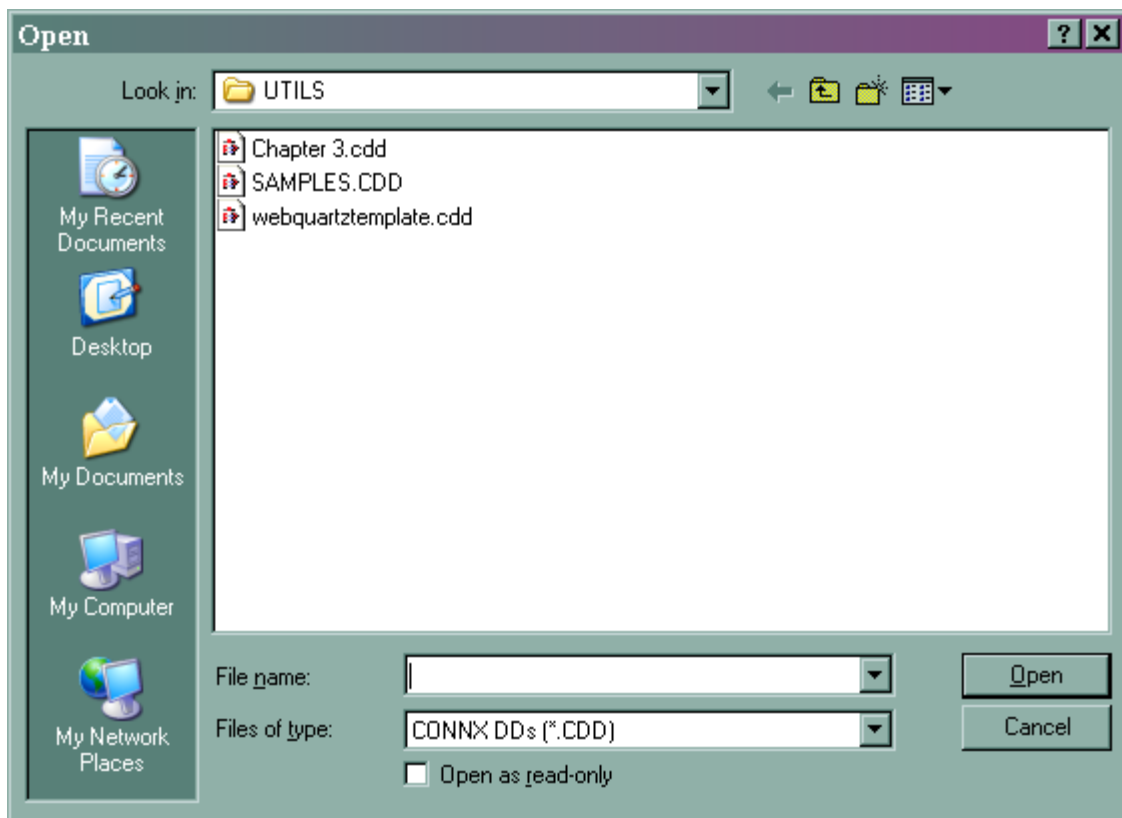 Open
Look in: UTILS
Chapter 3.cdd
SAMPLES.CDD
webquartztemplate.cdd
My Recent
Documents
Desktop
My Documents
My Computer
My Network
Places
File name:
Open
Files of type: CONNX DDs (*.CDD)
Cancel
Open as read-only